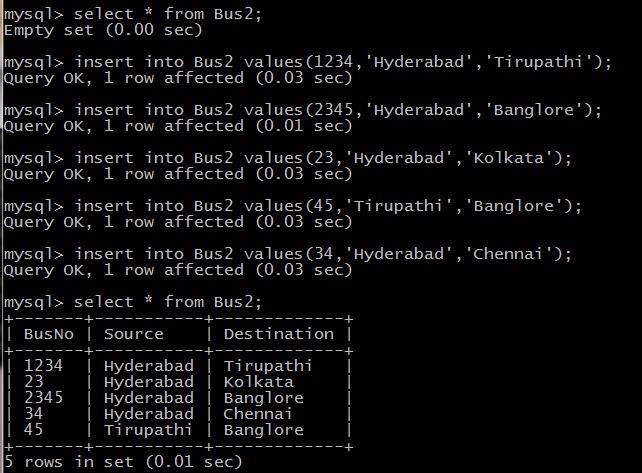 mysql> select * from Bus2;
Empty set (0.00 sec)
mysql> insert into Bus2 values(1234,'Hyderabad','Tirupathi');
Query OK, 1 row affected (0.03 sec)
mysql> insert into Bus2 values(2345,'Hyderabad','Banglore');
Query OK, 1 row affected (0.01 sec)
mysql> insert into Bus2 values(23,'Hyderabad','Kolkata');
Query OK, 1 row affected (0.03 sec)
mysql> insert into Bus2 values(45,'Tirupathi','Banglore');
Query OK, 1 row affected (0.03 sec)
mysql> insert into Bus2 values(34,'Hyderabad','Chennai');
Query OK, 1 row affected (0.03 sec)
mysql> select * from Bus2;
+-------+-----------+-------------+
| BusNo | Source    | Destination |
+-------+-----------+-------------+
| 1234  | Hyderabad | Tirupathi   |
| 23    | Hyderabad | Kolkata     |
| 2345  | Hyderabad | Banglore    |
| 34    | Hyderabad | Chennai     |
| 45    | Tirupathi | Banglore    |
+-------+-----------+-------------+
5 rows in set (0.01 sec)